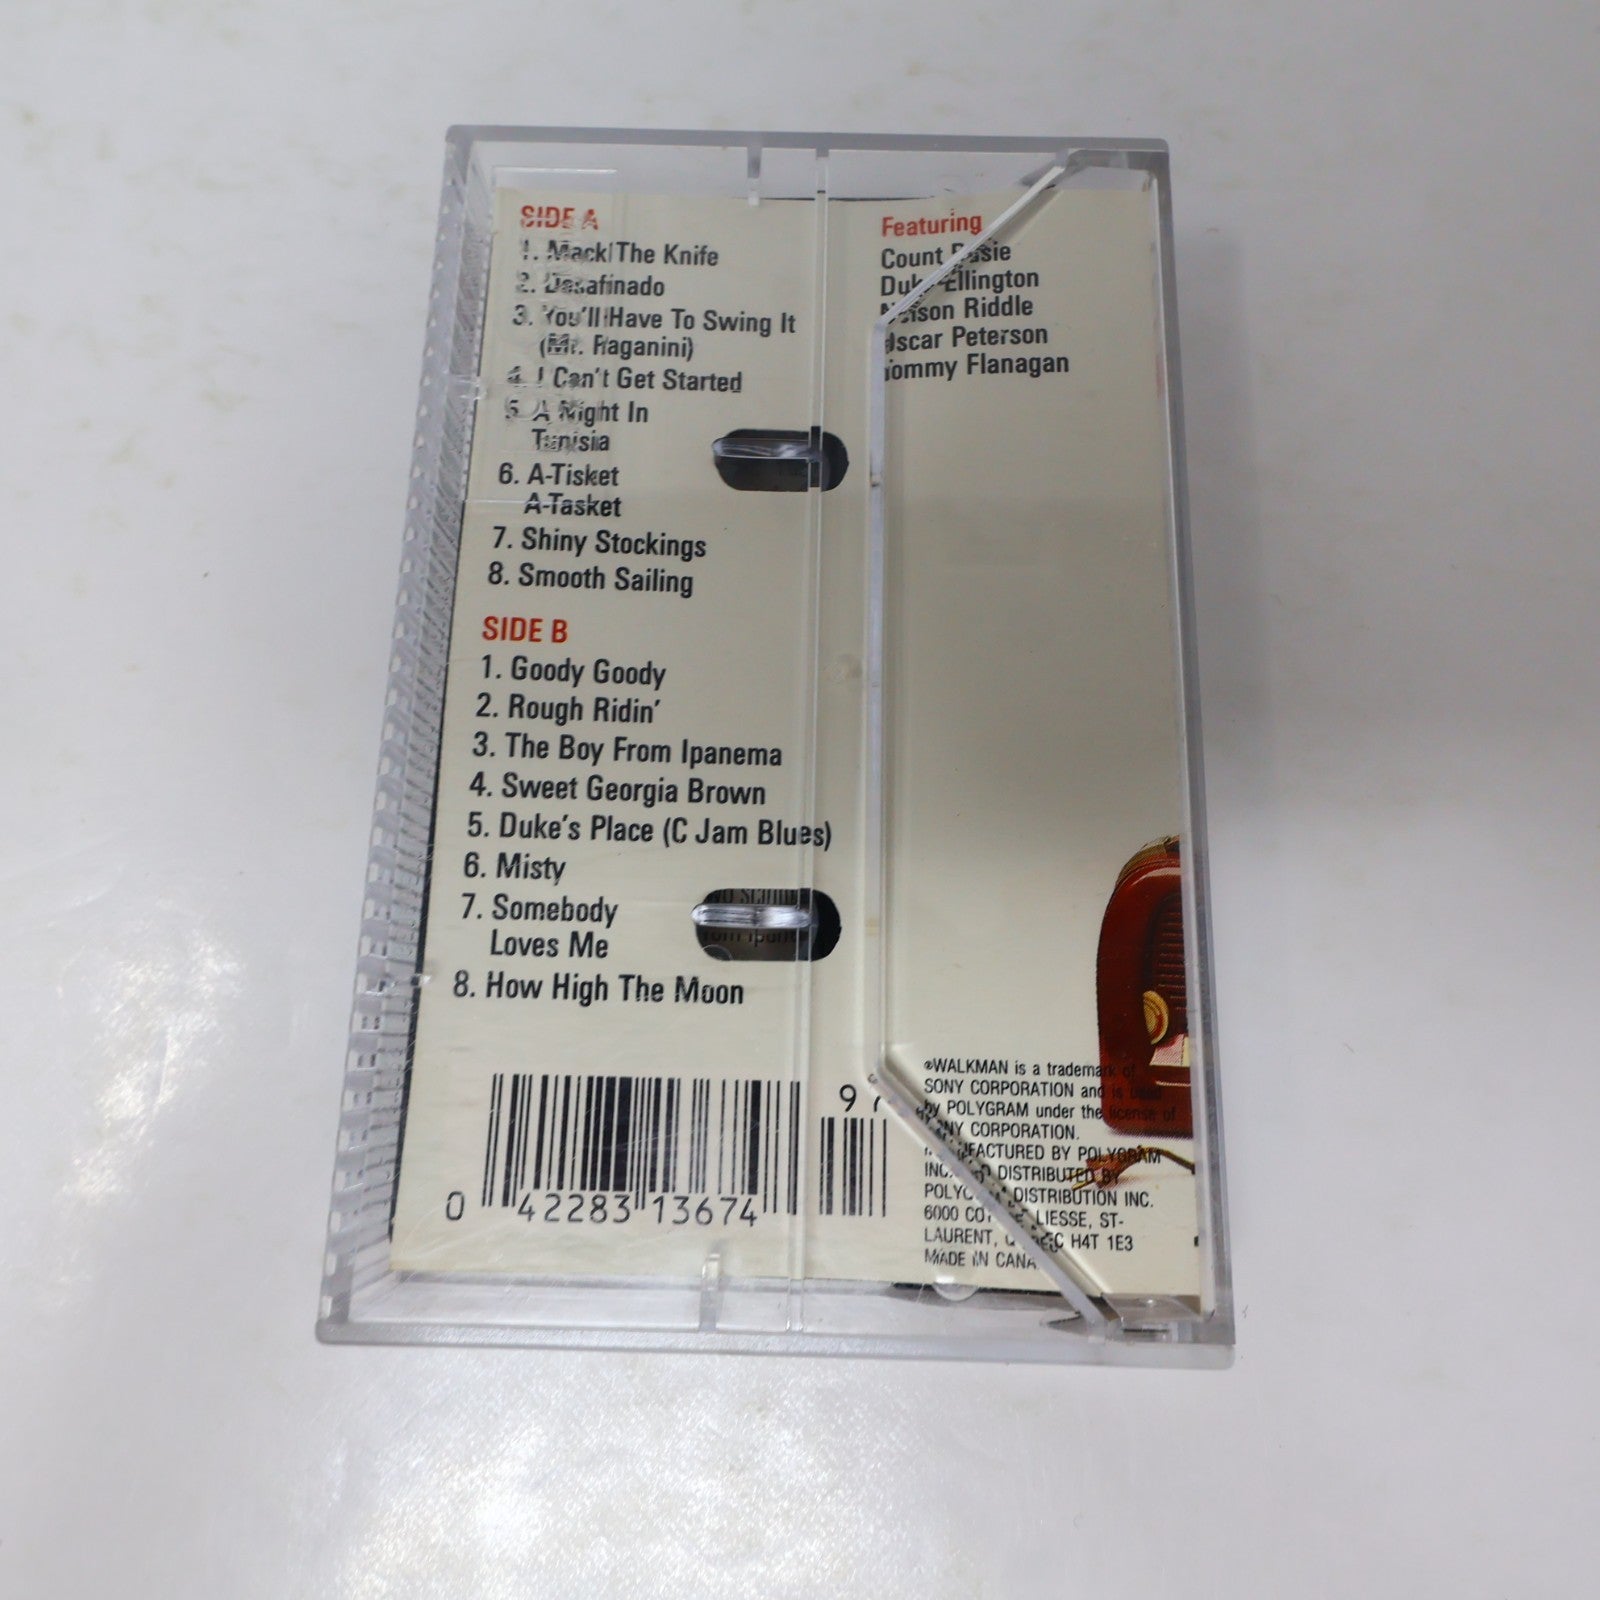 SIDE A
1. Mack The Knife
2. Desafinado
3. You'll Have To Swing It
(Mr. Paganini)
4. I Can't Get Started
5. A Night In
Tunisia
6. A-Tisket
A-Tasket
7. Shiny Stockings
8. Smooth Sailing
SIDE B
1. Goody Goody
2. Rough Ridin'
3. The Boy From Ipanema
4. Sweet Georgia Brown
5. Duke's Place (C Jam Blues)
6. Misty
7. Somebody
Loves Me
8. How High The Moon
0 42283 13674
97
Featuring
Count Basie
Duke Ellington
Nelson Riddle
Oscar Peterson
Tommy Flanagan
®WALKMAN is a trademark of
SONY CORPORATION and is used
by POLYGRAM under the license of
SONY CORPORATION.
MANUFACTURED BY POLYGRAM
INC. DISTRIBUTED BY
DISTRIBUTION INC.
6000 LIESSE, ST-
LAURENT, H4T 1E3
MADE IN